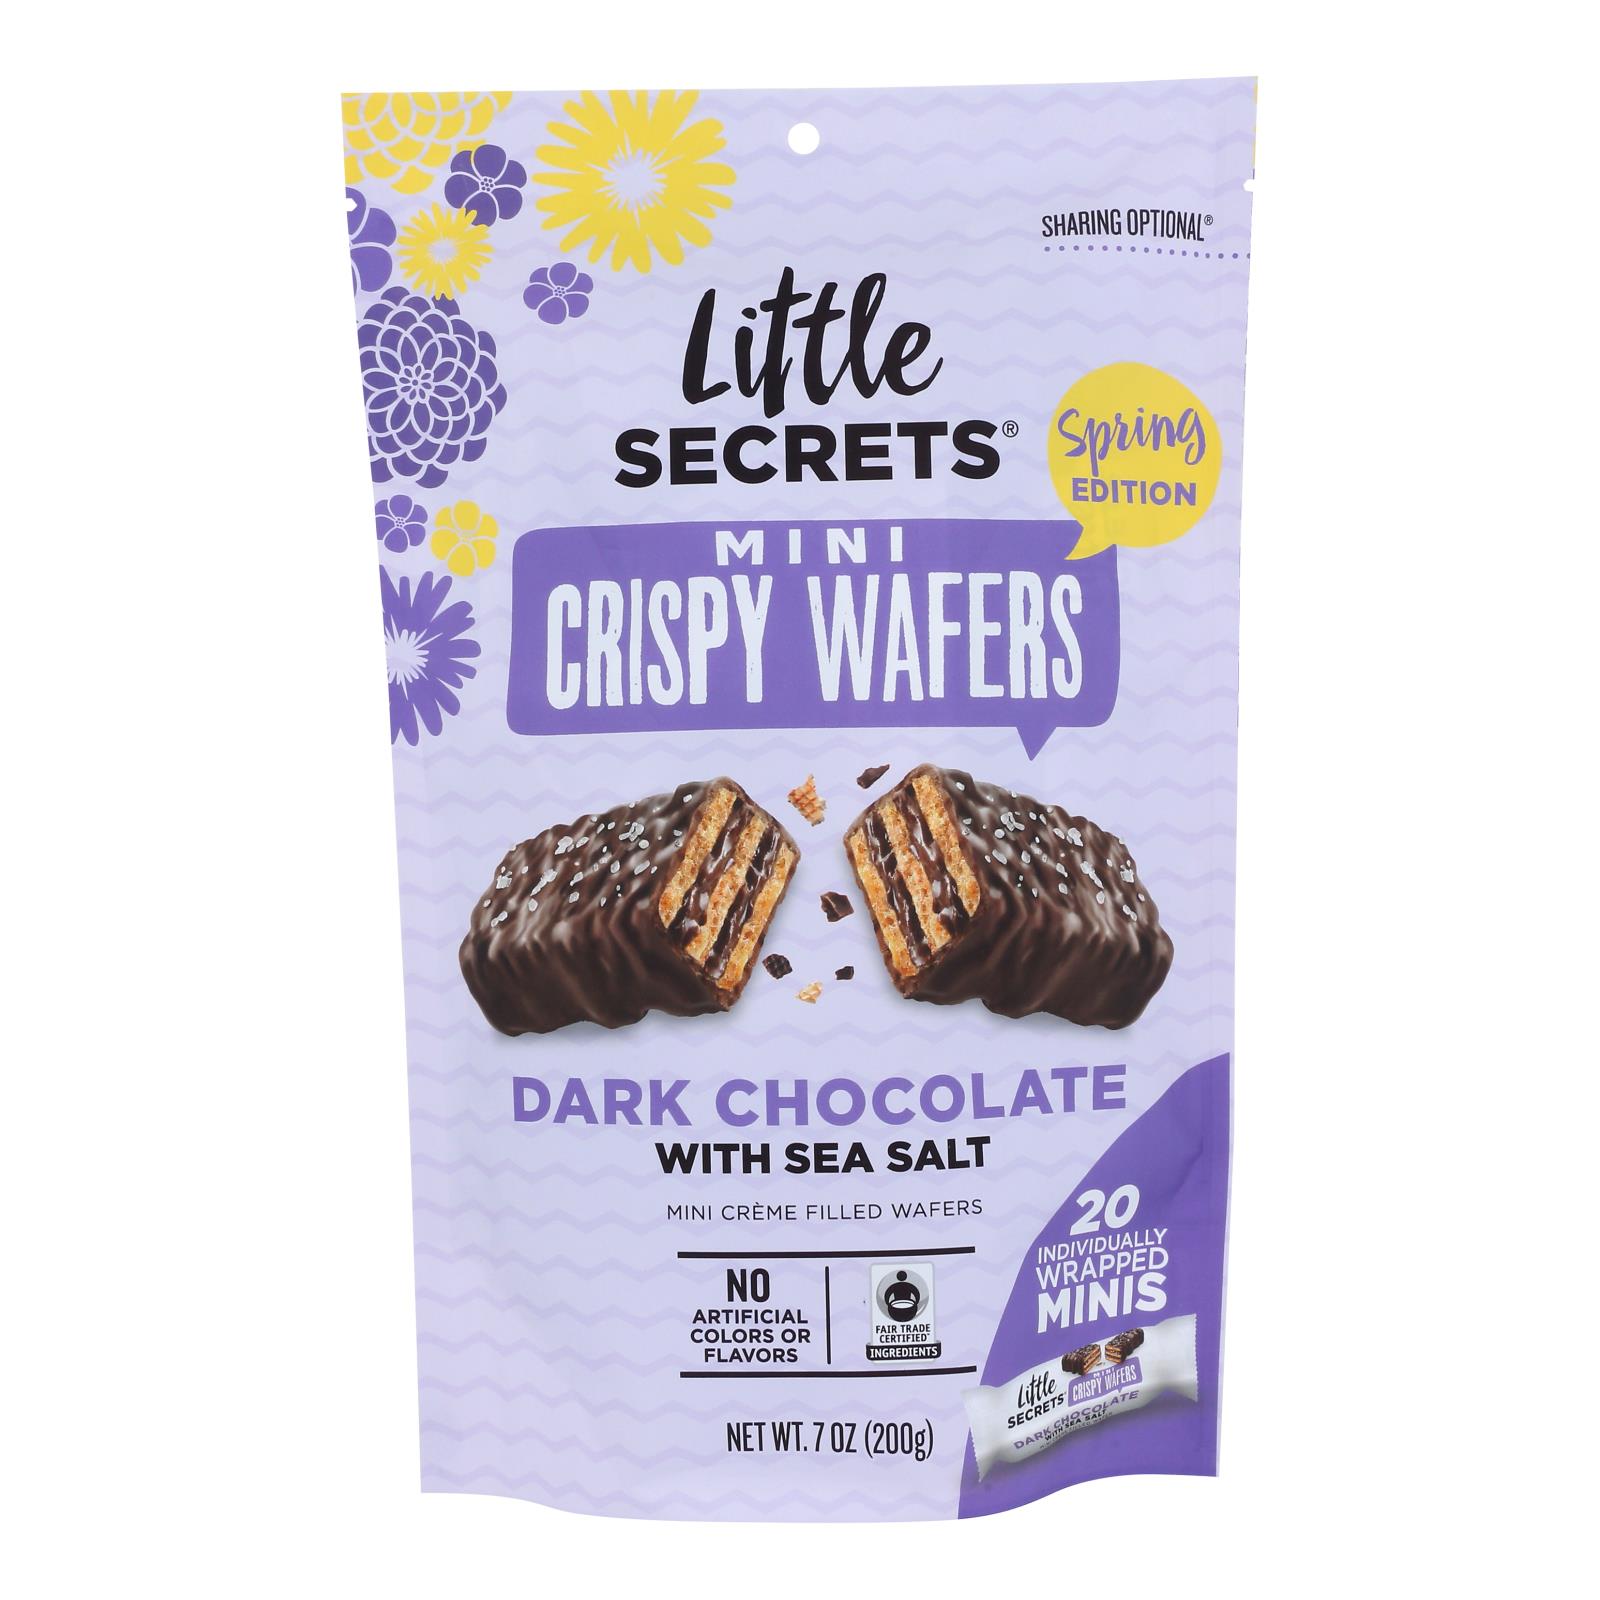 SHARING OPTIONAL®
Little
SECRETS®
Spring
EDITION
MINI
CRISPY WAFERS
DARK CHOCOLATE
WITH SEA SALT
MINI CRÈME FILLED WAFERS
NO
ARTIFICIAL
COLORS OR
FLAVORS
FAIR TRADE
CERTIFIED™
INGREDIENTS
20
INDIVIDUALLY
WRAPPED
MINIS
Little
SECRETS
MINI
CRISPY WAFERS
DARK CHOCOLATE
WITH SEA SALT
NET WT. 7 OZ (200g)